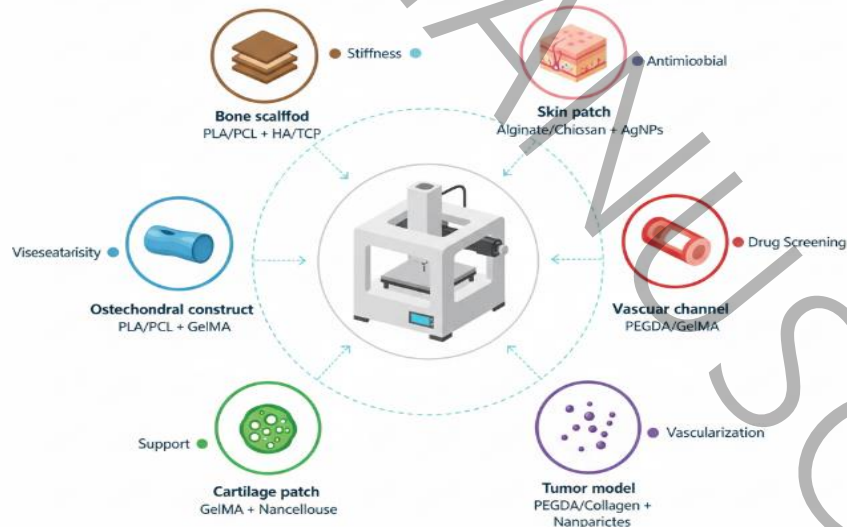 Stiffness
Bone scalffod
PLA/PCL + HA/TCP
Antimicobial
Skin patch
Alginate/Chiosan + AgNPs
Viseseatarisity
Ostechondral construct
PLA/PCL + GelMA
Drug Screening
Vascuar channel
PEGDA/GelMA
Support
Cartilage patch
GelMA + Nancellouse
Vascularization
Tumor model
PEGDA/Collagen +
Nanparictes